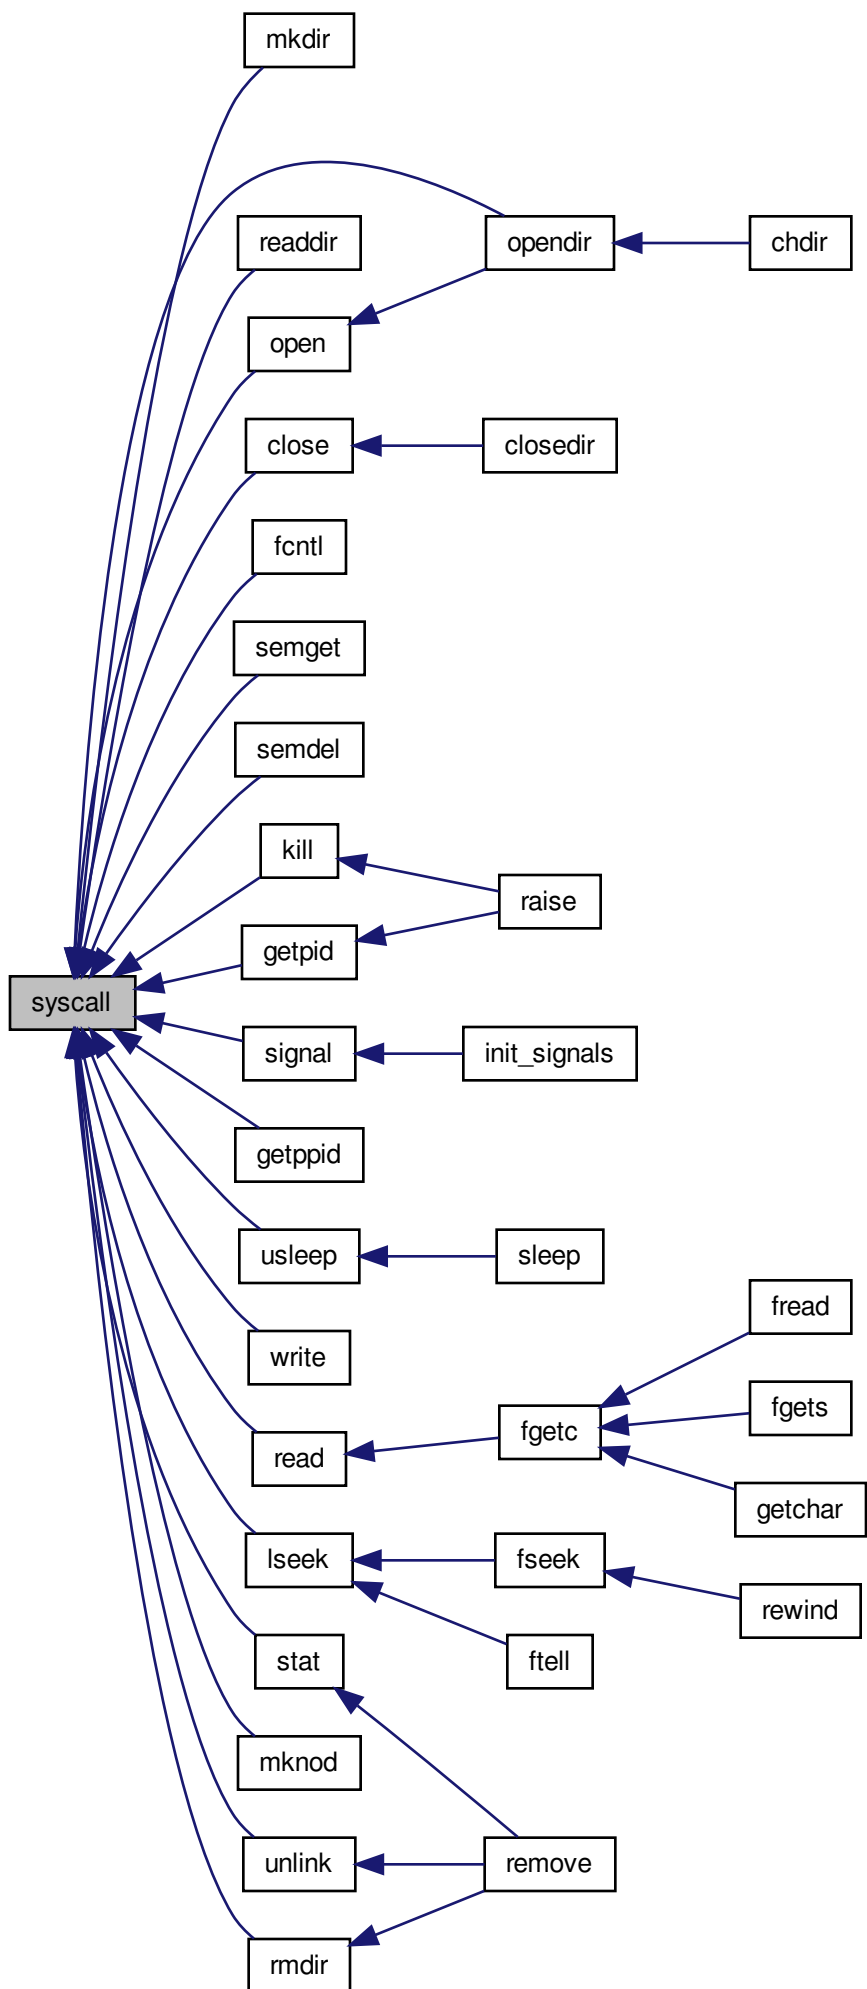 mkdir
readdir
opendir
chdir
open
close
closedir
fcntl
semget
semdel
kill
raise
getpid
syscall
signal
init_signals
getppid
usleep
sleep
write
fread
fgets
read
fgetc
getchar
lseek
fseek
rewind
stat
ftell
mknod
unlink
remove
rmdir